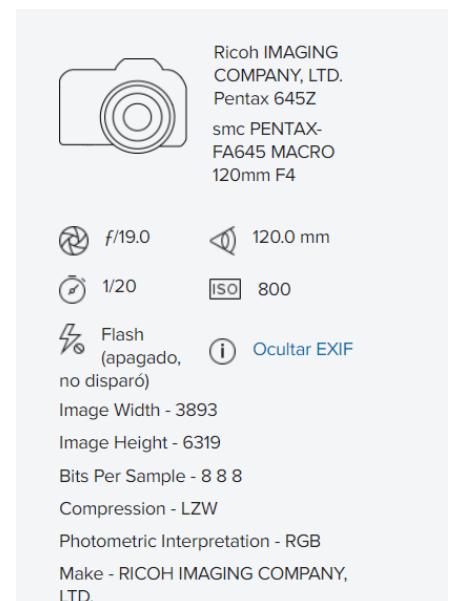 Ricoh IMAGING
COMPANY, LTD.
Pentax 645Z
smc PENTAX-
FA645 MACRO
120mm F4
ƒ/19.0
120.0 mm
1/20
ISO
800
Flash
(apagado,
no disparó)
i
Ocultar EXIF
Image Width - 3893
Image Height - 6319
Bits Per Sample - 8 8 8
Compression - LZW
Photometric Interpretation - RGB
Make - RICOH IMAGING COMPANY,
LTD.